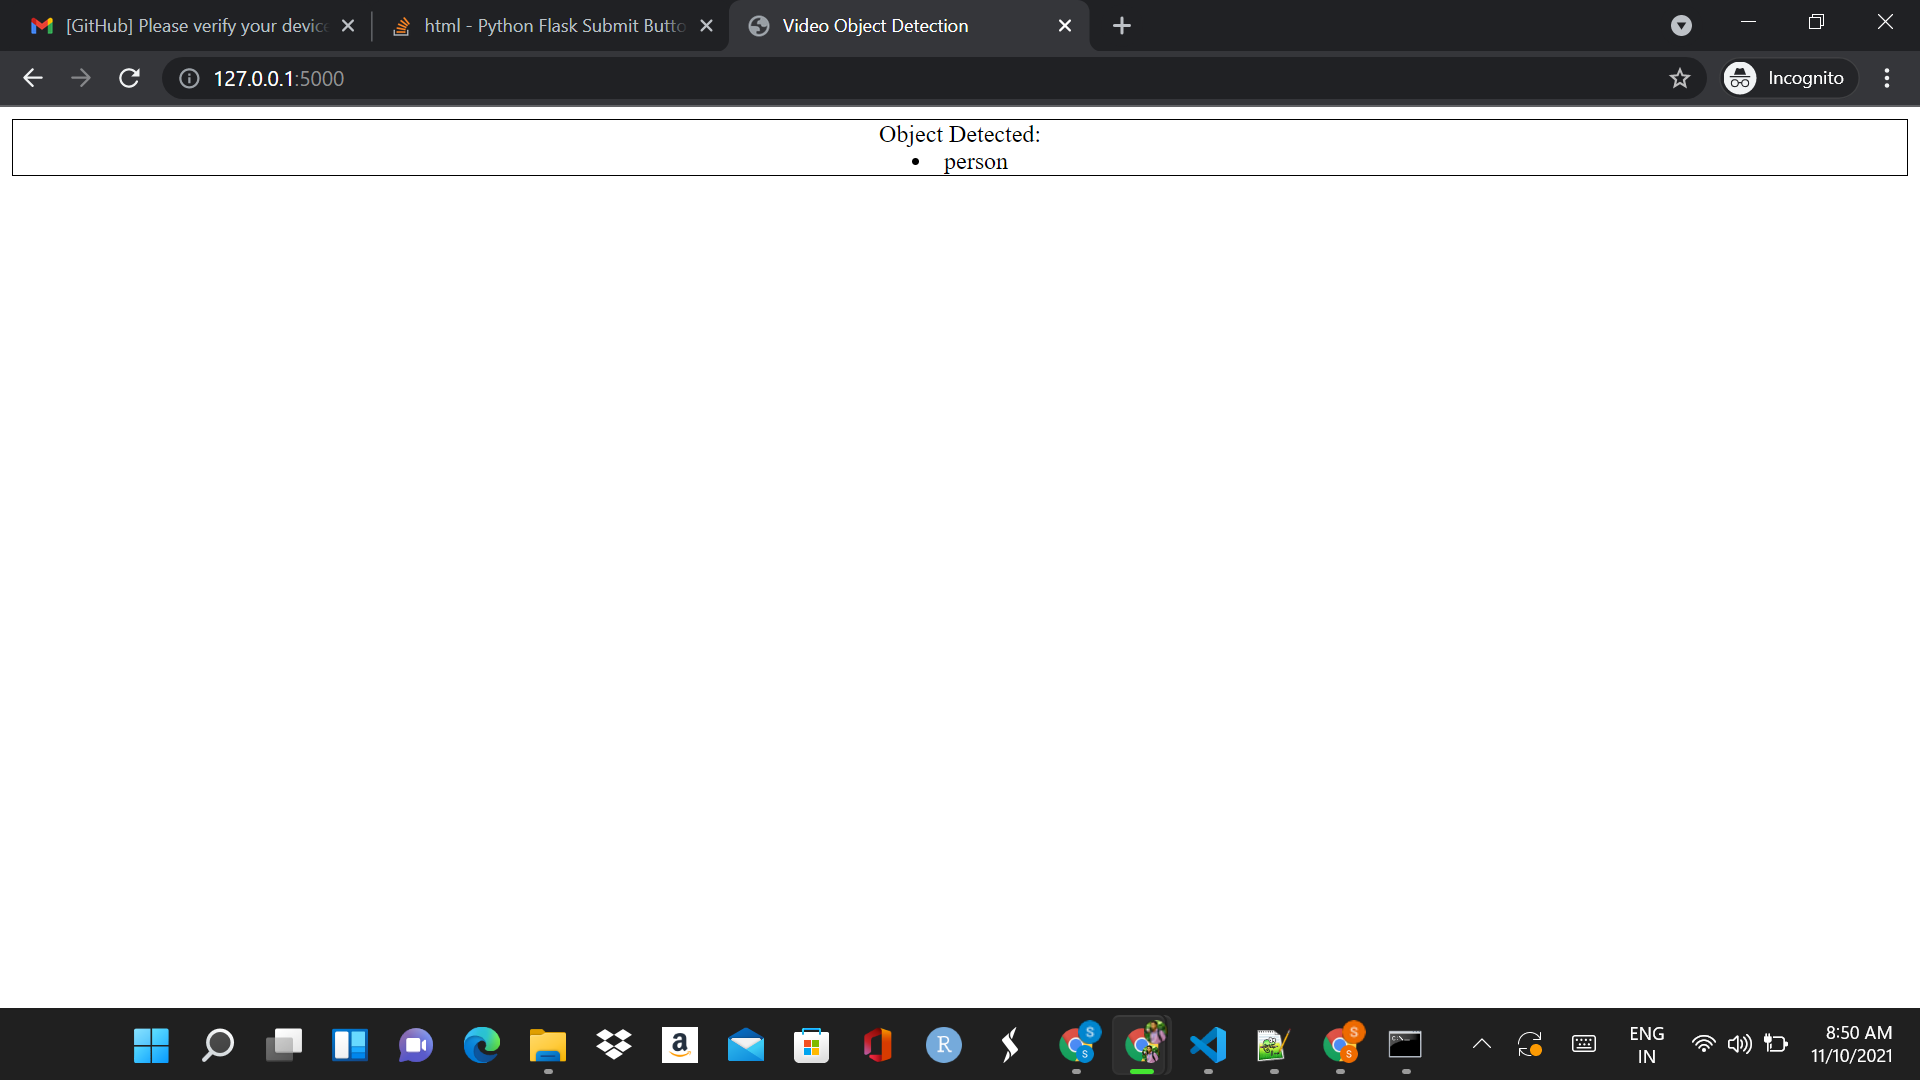 [GitHub] Please verify your device
html - Python Flask Submit Butto
Video Object Detection
127.0.0.1:5000
Incognito
Object Detected:
• person
a
R
S
S
S
S
C:\
ENG
IN
8:50 AM
11/10/2021